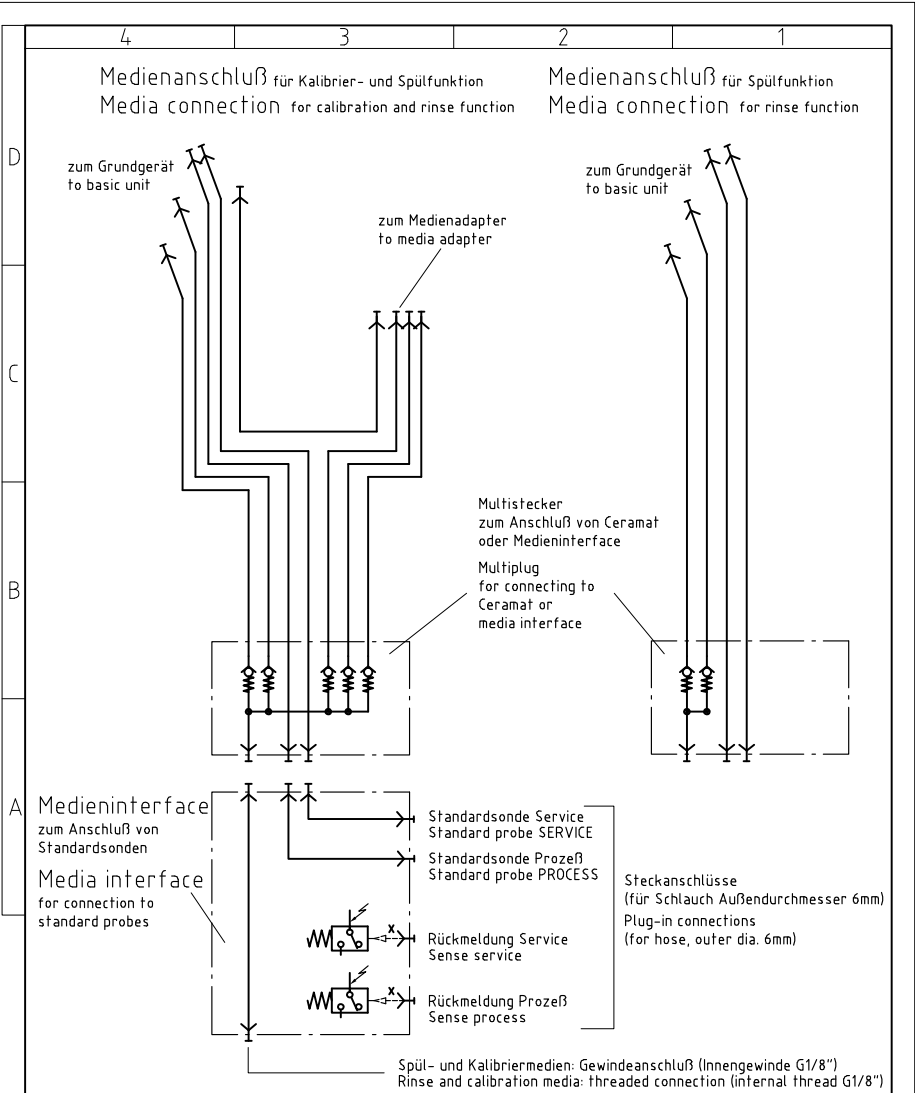 4 3 2 1
Medienanschluß für Kalibrier- und Spülfunktion
Media connection for calibration and rinse function
Medienanschluß für Spülfunktion
Media connection for rinse function
D
zum Grundgerät
to basic unit
zum Grundgerät
to basic unit
zum Medienadapter
to media adapter
C
Multistecker
zum Anschluß von Ceramat
oder Medieninterface
Multiplug
for connecting to
Ceramat or
media interface
B
A
Medieninterface
zum Anschluß von
Standardsonden
Media interface
for connection to
standard probes
Standardsonde Service
Standard probe SERVICE
Standardsonde Prozeß
Standard probe PROCESS
x
Rückmeldung Service
Sense service
x
Rückmeldung Prozeß
Sense process
Steckanschlüsse
(für Schlauch Außendurchmesser 6mm)
Plug-in connections
(for hose, outer dia. 6mm)
Spül- und Kalibriermedien: Gewindeanschluß (Innengewinde G1/8")
Rinse and calibration media: threaded connection (internal thread G1/8")